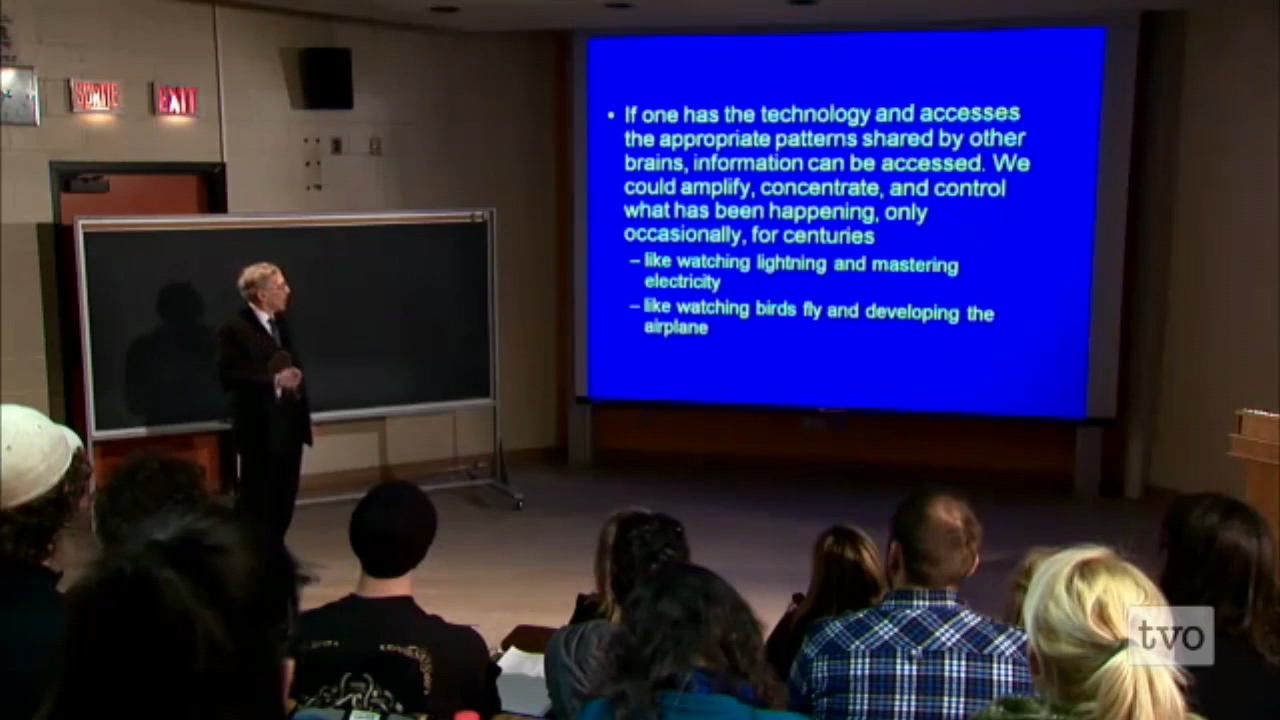 SORTIE
EXIT
• If one has the technology and accesses
the appropriate patterns shared by other
brains, information can be accessed. We
could amplify, concentrate, and control
what has been happening, only
occasionally, for centuries
– like watching lightning and mastering
electricity
– like watching birds fly and developing the
airplane
tvo